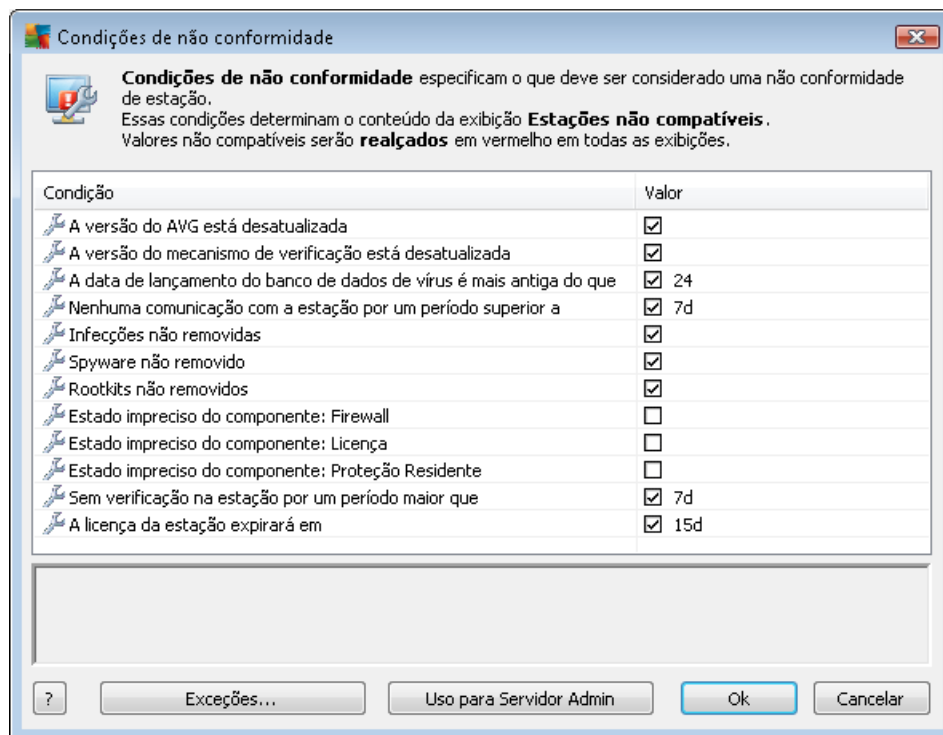 Condições de não conformidade
Condições de não conformidade especificam o que deve ser considerado uma não conformidade
de estação.
Essas condições determinam o conteúdo da exibição Estações não compatíveis.
Valores não compatíveis serão realçados em vermelho em todas as exibições.
Condição Valor
A versão do AVG está desatualizada
A versão do mecanismo de verificação está desatualizada
A data de lançamento do banco de dados de vírus é mais antiga do que 24
Nenhuma comunicação com a estação por um período superior a 7d
Infecções não removidas
Spyware não removido
Rootkits não removidos
Estado impreciso do componente: Firewall
Estado impreciso do componente: Licença
Estado impreciso do componente: Proteção Residente
Sem verificação na estação por um período maior que 7d
A licença da estação expirará em 15d
? Exceções... Uso para Servidor Admin Ok Cancelar